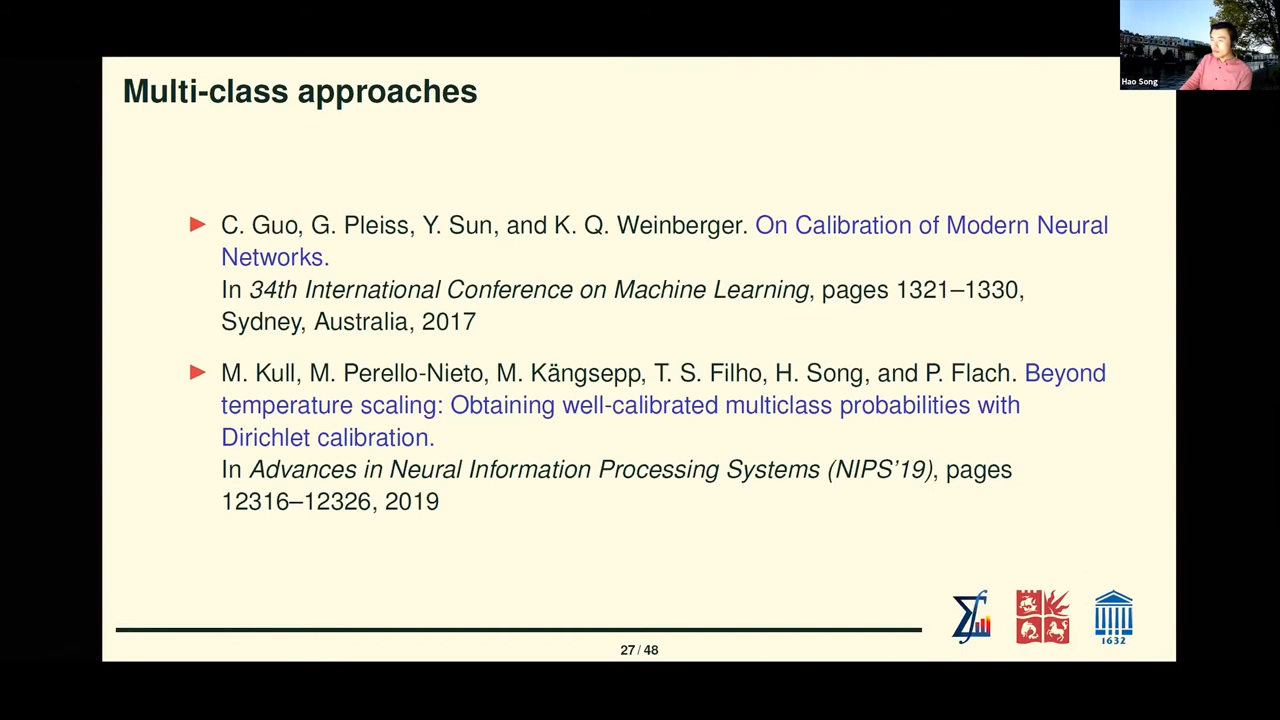 Hao Song
Multi-class approaches
C. Guo, G. Pleiss, Y. Sun, and K. Q. Weinberger. On Calibration of Modern Neural
Networks.
In 34th International Conference on Machine Learning, pages 1321–1330,
Sydney, Australia, 2017
M. Kull, M. Perello-Nieto, M. Kängsepp, T. S. Filho, H. Song, and P. Flach. Beyond
temperature scaling: Obtaining well-calibrated multiclass probabilities with
Dirichlet calibration.
In Advances in Neural Information Processing Systems (NIPS'19), pages
12316–12326, 2019
1632
27 / 48